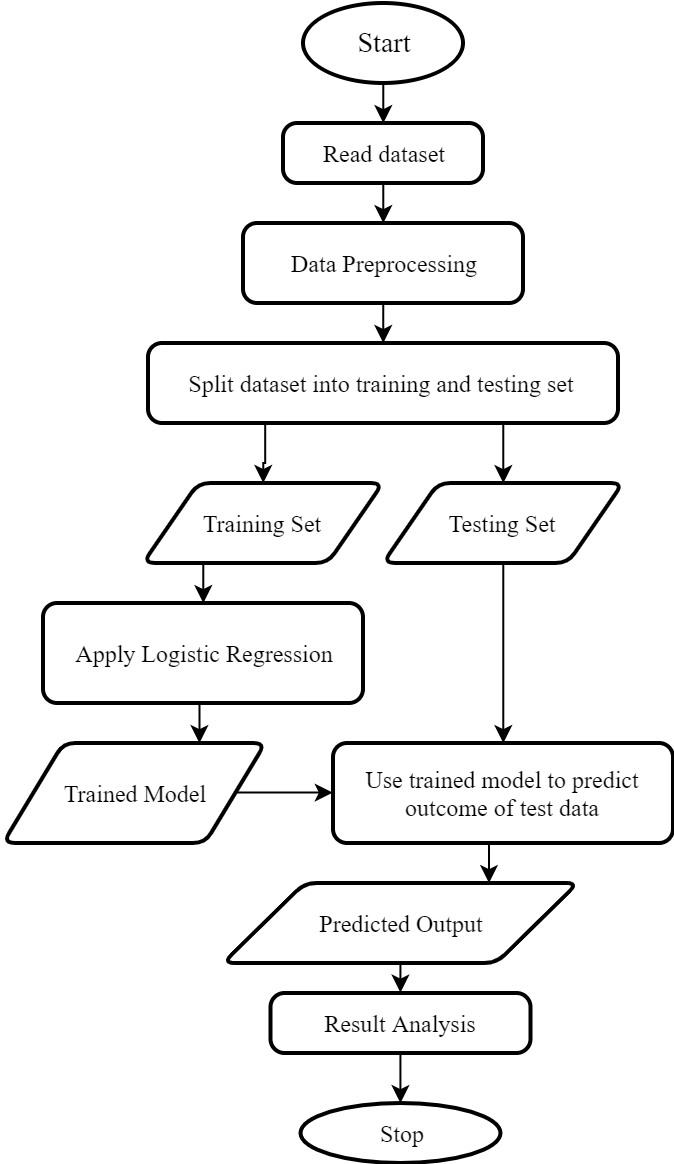 Start
Read dataset
Data Preprocessing
Split dataset into training and testing set
Training Set
Testing Set
Apply Logistic Regression
Trained Model
Use trained model to predict
outcome of test data
Predicted Output
Result Analysis
Stop